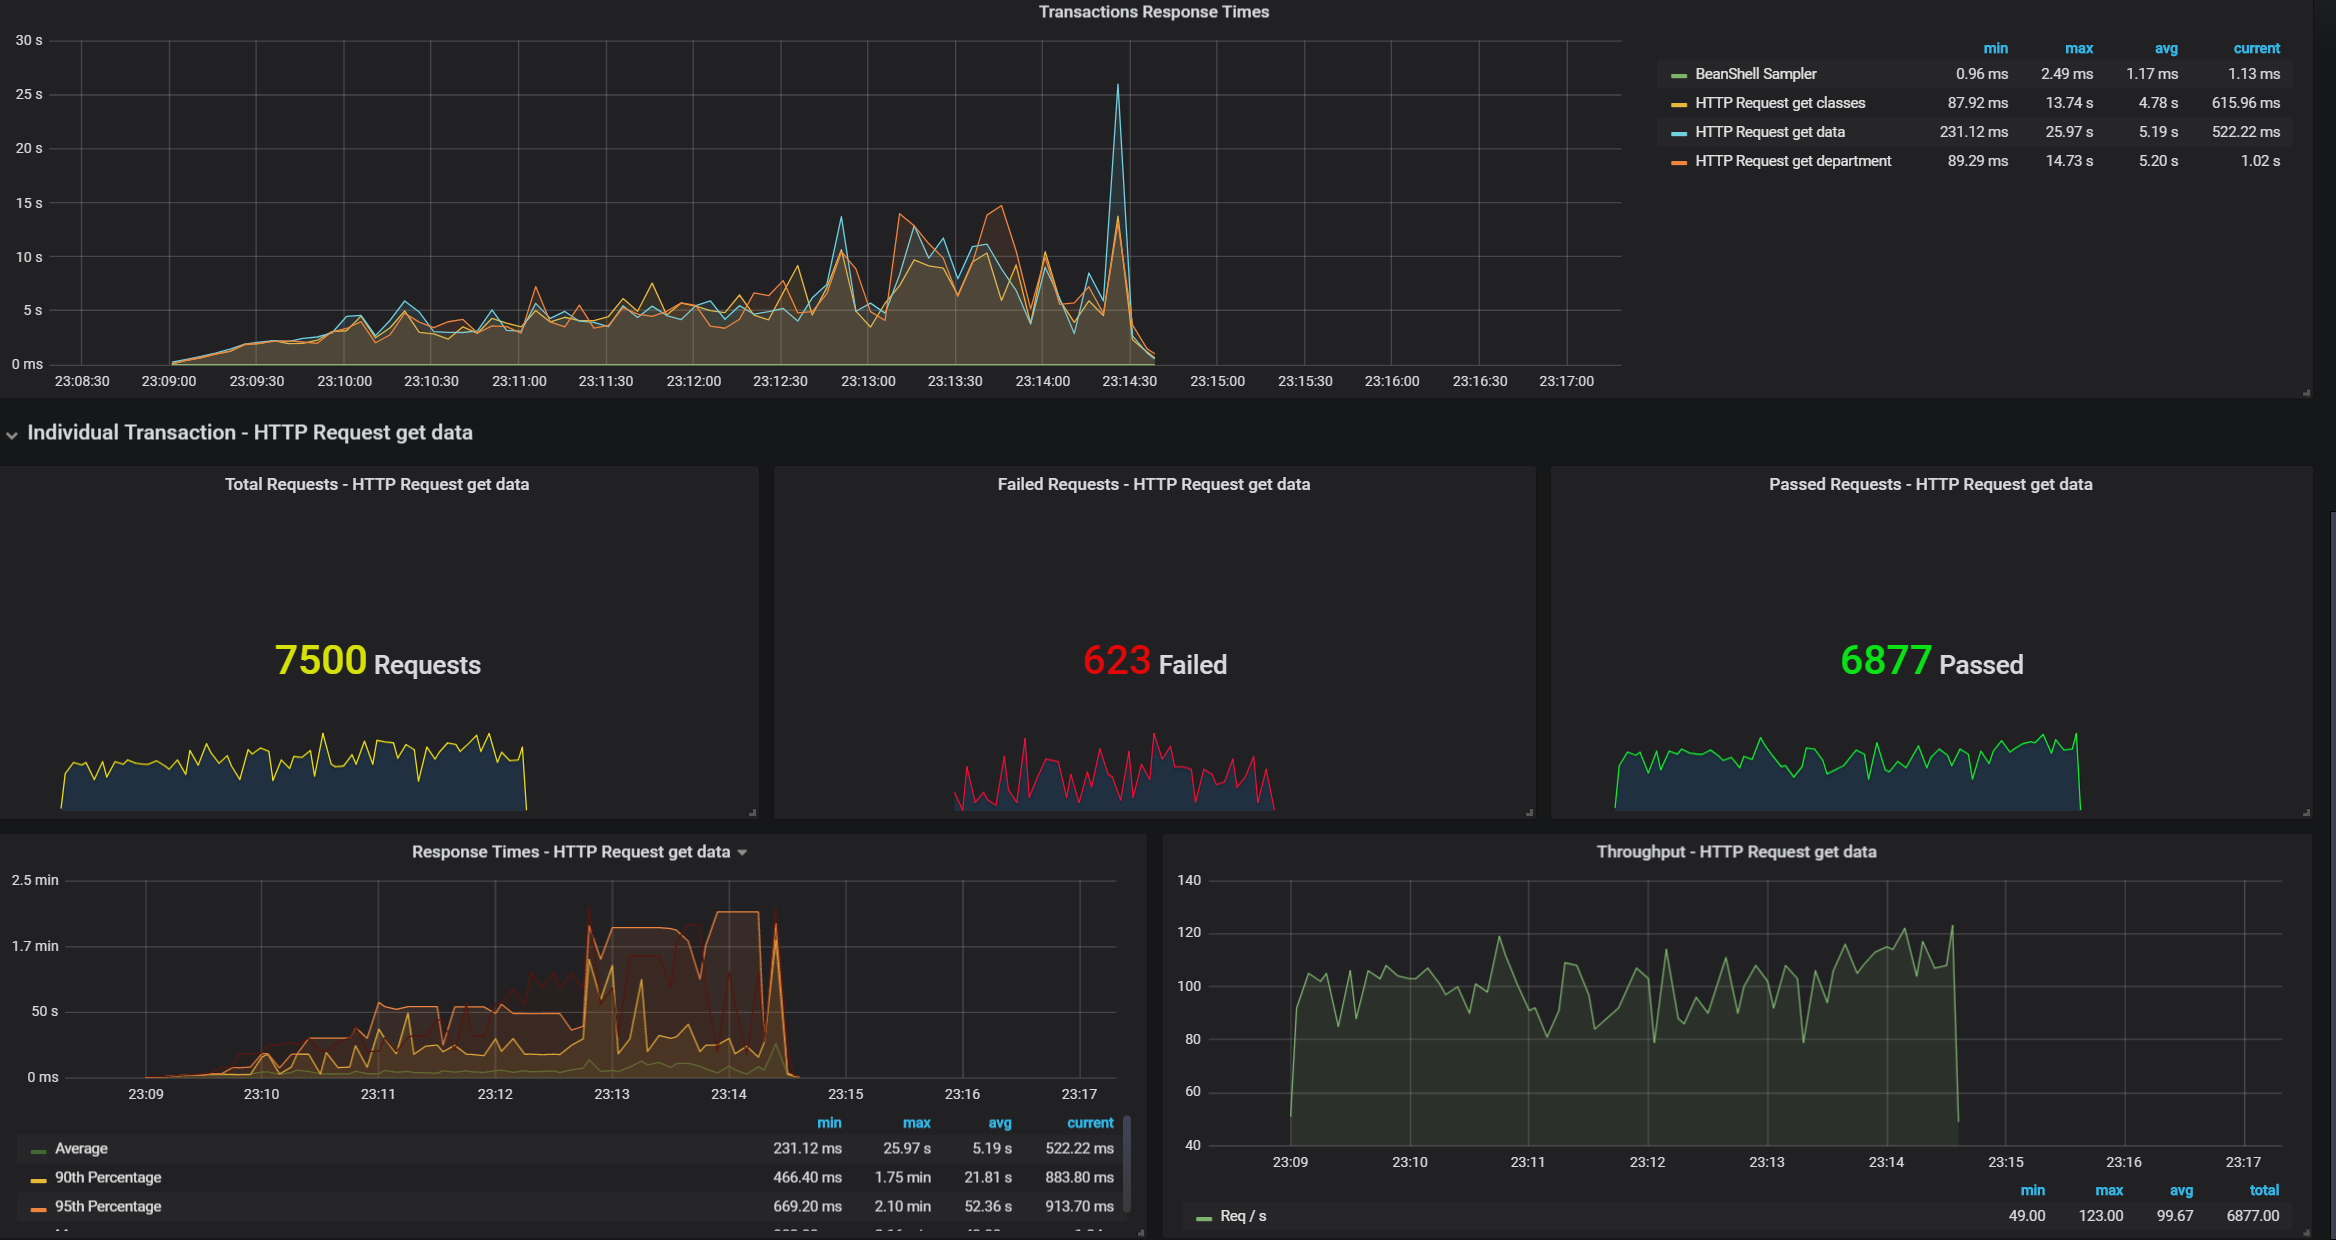 Transactions Response Times
30 s
25 s
20 s
15 s
10 s
5 s
0 ms
23:08:30 23:09:00 23:09:30 23:10:00 23:10:30 23:11:00 23:11:30 23:12:00 23:12:30 23:13:00 23:13:30 23:14:00 23:14:30 23:15:00 23:15:30 23:16:00 23:16:30 23:17:00
min max avg current
BeanShell Sampler 0.96 ms 2.49 ms 1.17 ms 1.13 ms
HTTP Request get classes 87.92 ms 13.74 s 4.78 s 615.96 ms
HTTP Request get data 231.12 ms 25.97 s 5.19 s 522.22 ms
HTTP Request get department 89.29 ms 14.73 s 5.20 s 1.02 s
Individual Transaction - HTTP Request get data
Total Requests - HTTP Request get data
7500 Requests
Failed Requests - HTTP Request get data
623 Failed
Passed Requests - HTTP Request get data
6877 Passed
Response Times - HTTP Request get data
2.5 min
1.7 min
50 s
0 ms
23:09 23:10 23:11 23:12 23:13 23:14 23:15 23:16 23:17
min max avg current
Average 231.12 ms 25.97 s 5.19 s 522.22 ms
90th Percentage 466.40 ms 1.75 min 21.81 s 883.80 ms
95th Percentage 669.20 ms 2.10 min 52.36 s 913.70 ms
Throughput - HTTP Request get data
140
120
100
80
60
40
23:09 23:10 23:11 23:12 23:13 23:14 23:15 23:16 23:17
min max avg total
Req / s 49.00 123.00 99.67 6877.00